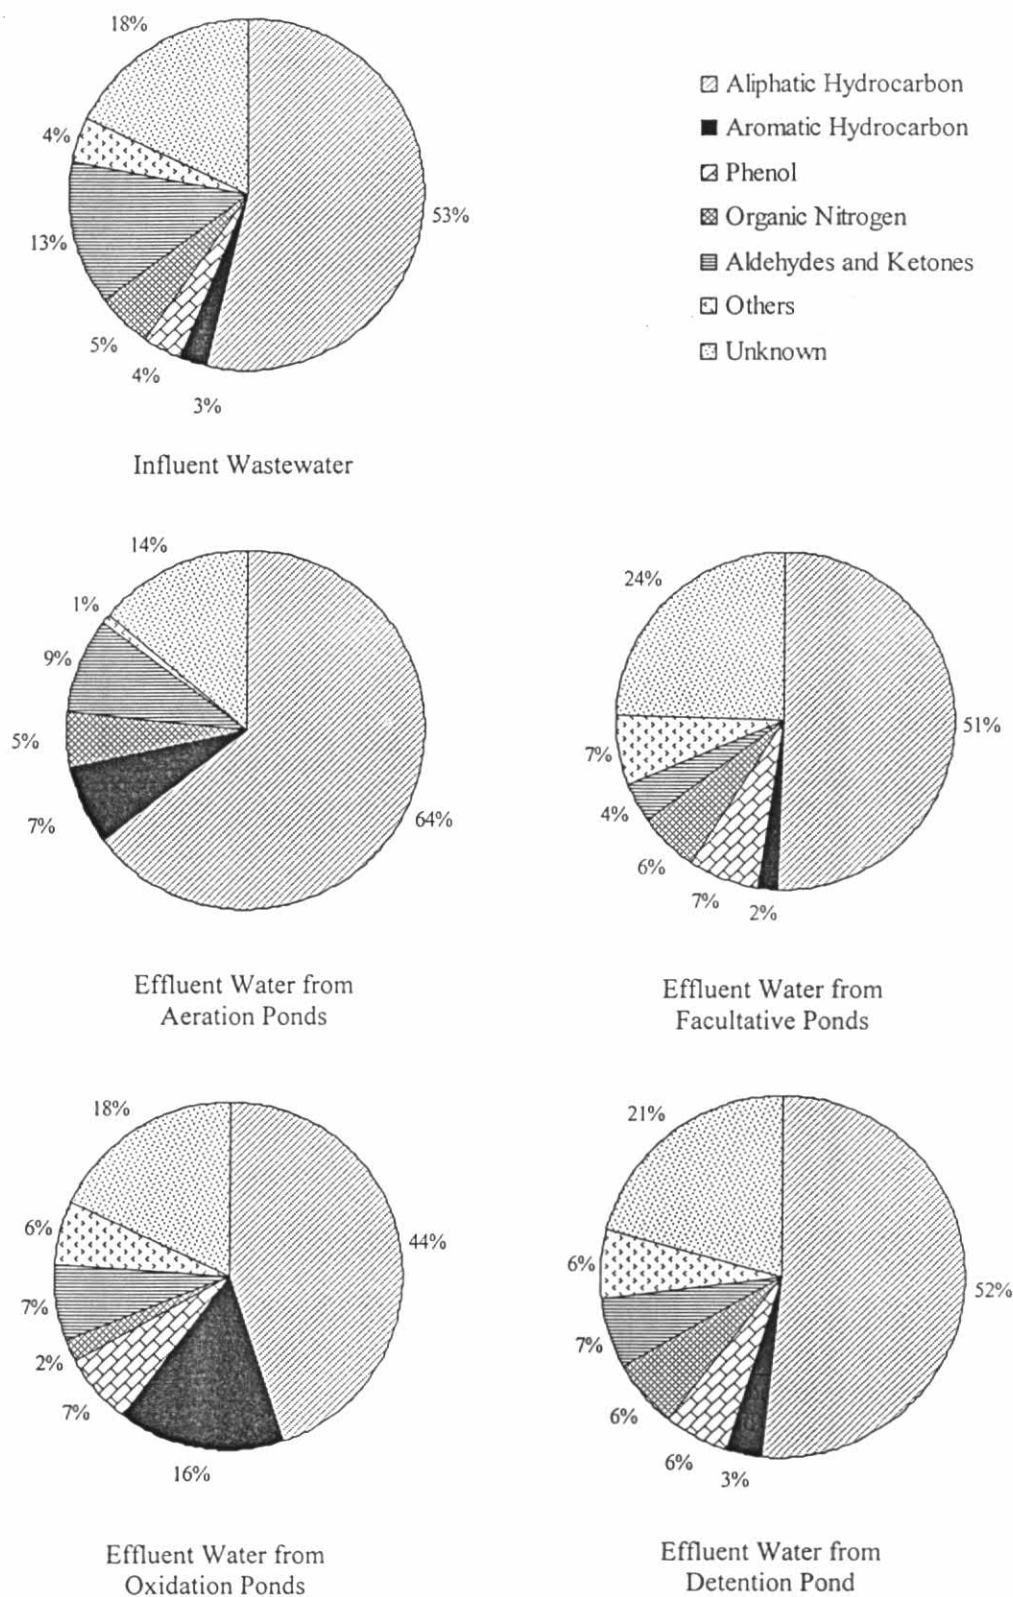 18%
4%
53%
13%
5%
4%
3%
Influent Wastewater
Aliphatic Hydrocarbon
Aromatic Hydrocarbon
Phenol
Organic Nitrogen
Aldehydes and Ketones
Others
Unknown
14%
1%
9%
5%
7%
64%
Effluent Water from
Aeration Ponds
24%
51%
7%
4%
6%
7%
2%
Effluent Water from
Facultative Ponds
18%
6%
44%
7%
2%
7%
16%
Effluent Water from
Oxidation Ponds
21%
6%
52%
7%
6%
6%
3%
Effluent Water from
Detention Pond